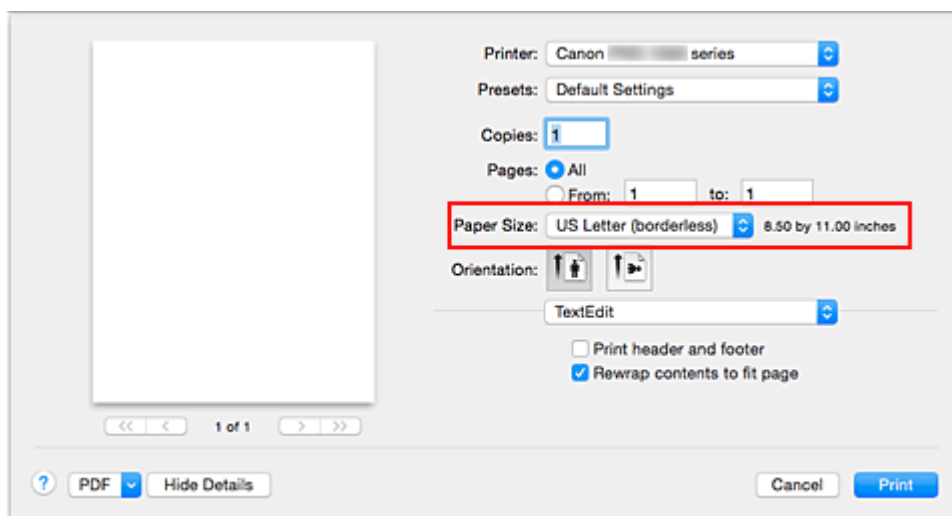 Printer: Canon series
Presets: Default Settings
Copies: 1
Pages: All
From: 1 to: 1
Paper Size: US Letter (borderless) 8.50 by 11.00 inches
Orientation:
TextEdit
Print header and footer
Rewrap contents to fit page
<< < 1 of 1 > >>
? PDF Hide Details Cancel Print